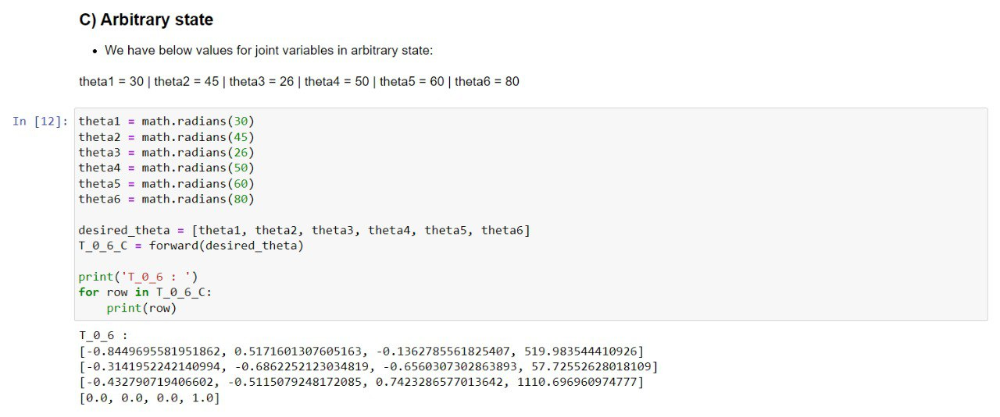 C) Arbitrary state
• We have below values for joint variables in arbitrary state:
theta1 = 30 | theta2 = 45 | theta3 = 26 | theta4 = 50 | theta5 = 60 | theta6 = 80
In [12]: theta1 = math.radians(30)
theta2 = math.radians(45)
theta3 = math.radians(26)
theta4 = math.radians(50)
theta5 = math.radians(60)
theta6 = math.radians(80)
desired_theta = [theta1, theta2, theta3, theta4, theta5, theta6]
T_0_6_C = forward(desired_theta)
print('T_0_6 : ')
for row in T_0_6_C:
    print(row)
T_0_6 :
[-0.8449695581951862, 0.5171601307605163, -0.1362785561825407, 519.983544410926]
[-0.3141952242140994, -0.6862252123034819, -0.6560307302863893, 57.72552628018109]
[-0.432790719406602, -0.5115079248172085, 0.7423286577013642, 1110.696960974777]
[0.0, 0.0, 0.0, 1.0]